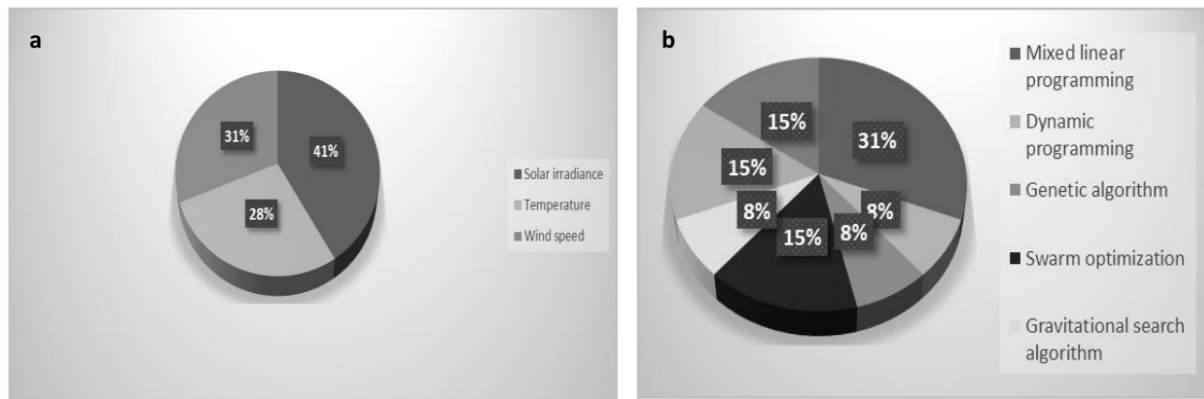 a
31%
41%
28%
Solar irradiance
Temperature
Wind speed
b
15%
31%
15%
8%
8%
15%
8%
Mixed linear
programming
Dynamic
programming
Genetic algorithm
Swarm optimization
Gravitational search
algorithm